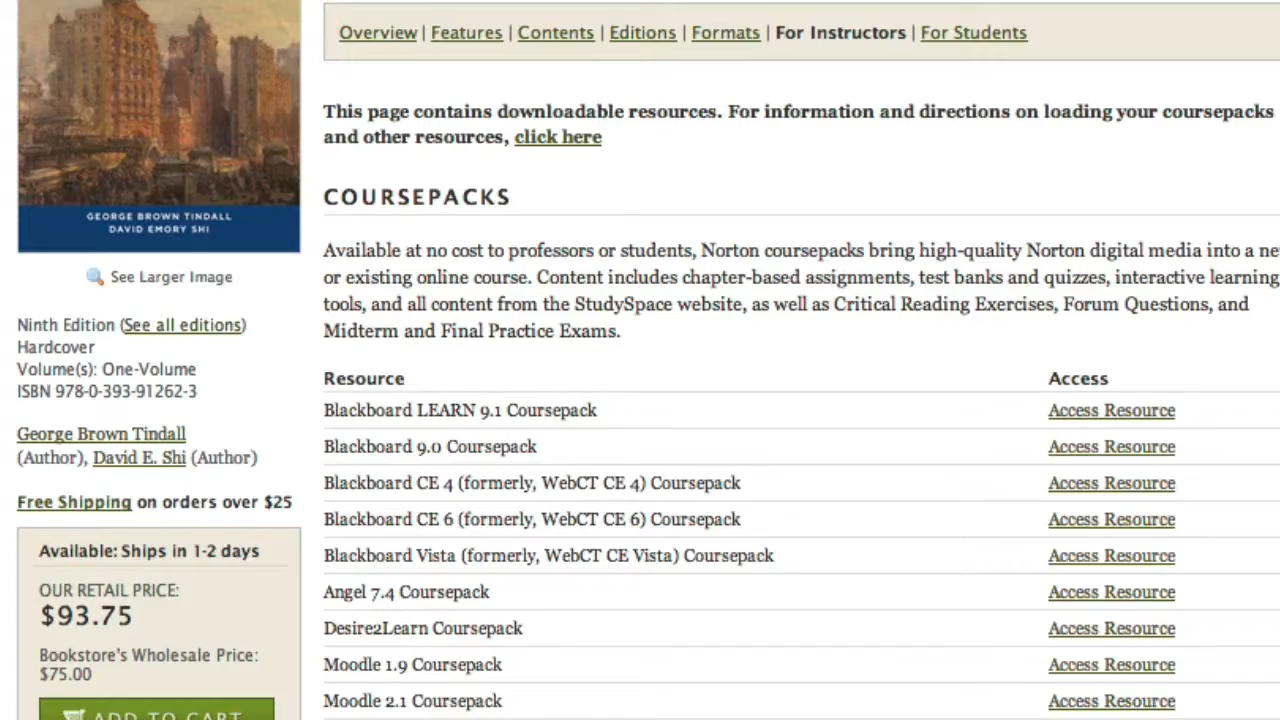 GEORGE BROWN TINDALL
DAVID EMORY SHI
See Larger Image
Ninth Edition (See all editions)
Hardcover
Volume(s): One-Volume
ISBN 978-0-393-91262-3
George Brown Tindall
(Author), David E. Shi (Author)
Free Shipping on orders over $25
Available: Ships in 1-2 days
OUR RETAIL PRICE:
$93.75
Bookstore's Wholesale Price:
$75.00
ADD TO CART
Overview | Features | Contents | Editions | Formats | For Instructors | For Students
This page contains downloadable resources. For information and directions on loading your coursepacks
and other resources, click here
COURSEPACKS
Available at no cost to professors or students, Norton coursepacks bring high-quality Norton digital media into a ne
or existing online course. Content includes chapter-based assignments, test banks and quizzes, interactive learning
tools, and all content from the StudySpace website, as well as Critical Reading Exercises, Forum Questions, and
Midterm and Final Practice Exams.
Resource Access
Blackboard LEARN 9.1 Coursepack Access Resource
Blackboard 9.0 Coursepack Access Resource
Blackboard CE 4 (formerly, WebCT CE 4) Coursepack Access Resource
Blackboard CE 6 (formerly, WebCT CE 6) Coursepack Access Resource
Blackboard Vista (formerly, WebCT CE Vista) Coursepack Access Resource
Angel 7.4 Coursepack Access Resource
Desire2Learn Coursepack Access Resource
Moodle 1.9 Coursepack Access Resource
Moodle 2.1 Coursepack Access Resource